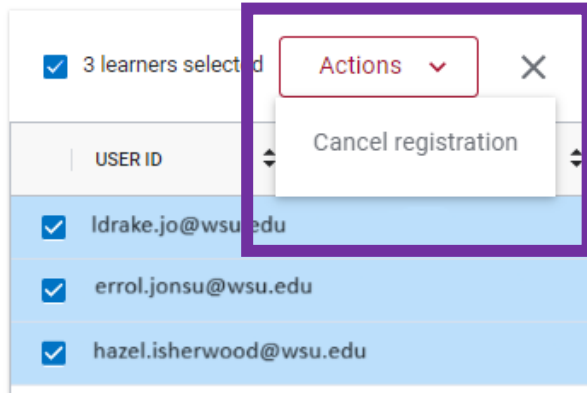 3 learners selected Actions
Cancel registration
USER ID
ldrake.jo@wsu.edu
errol.jonsu@wsu.edu
hazel.isherwood@wsu.edu